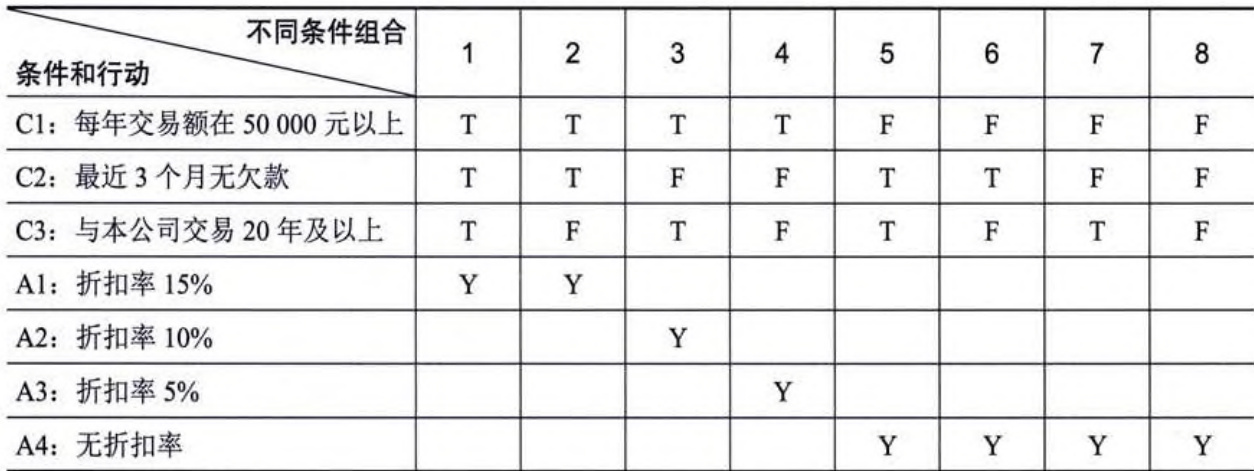 不同条件组合
条件和行动 1 2 3 4 5 6 7 8
C1：每年交易额在 50 000 元以上 T T T T F F F F
C2：最近 3 个月无欠款 T T F F T T F F
C3：与本公司交易 20 年及以上 T F T F T F T F
A1：折扣率 15% Y Y
A2：折扣率 10% Y
A3：折扣率 5% Y
A4：无折扣率 Y Y Y Y